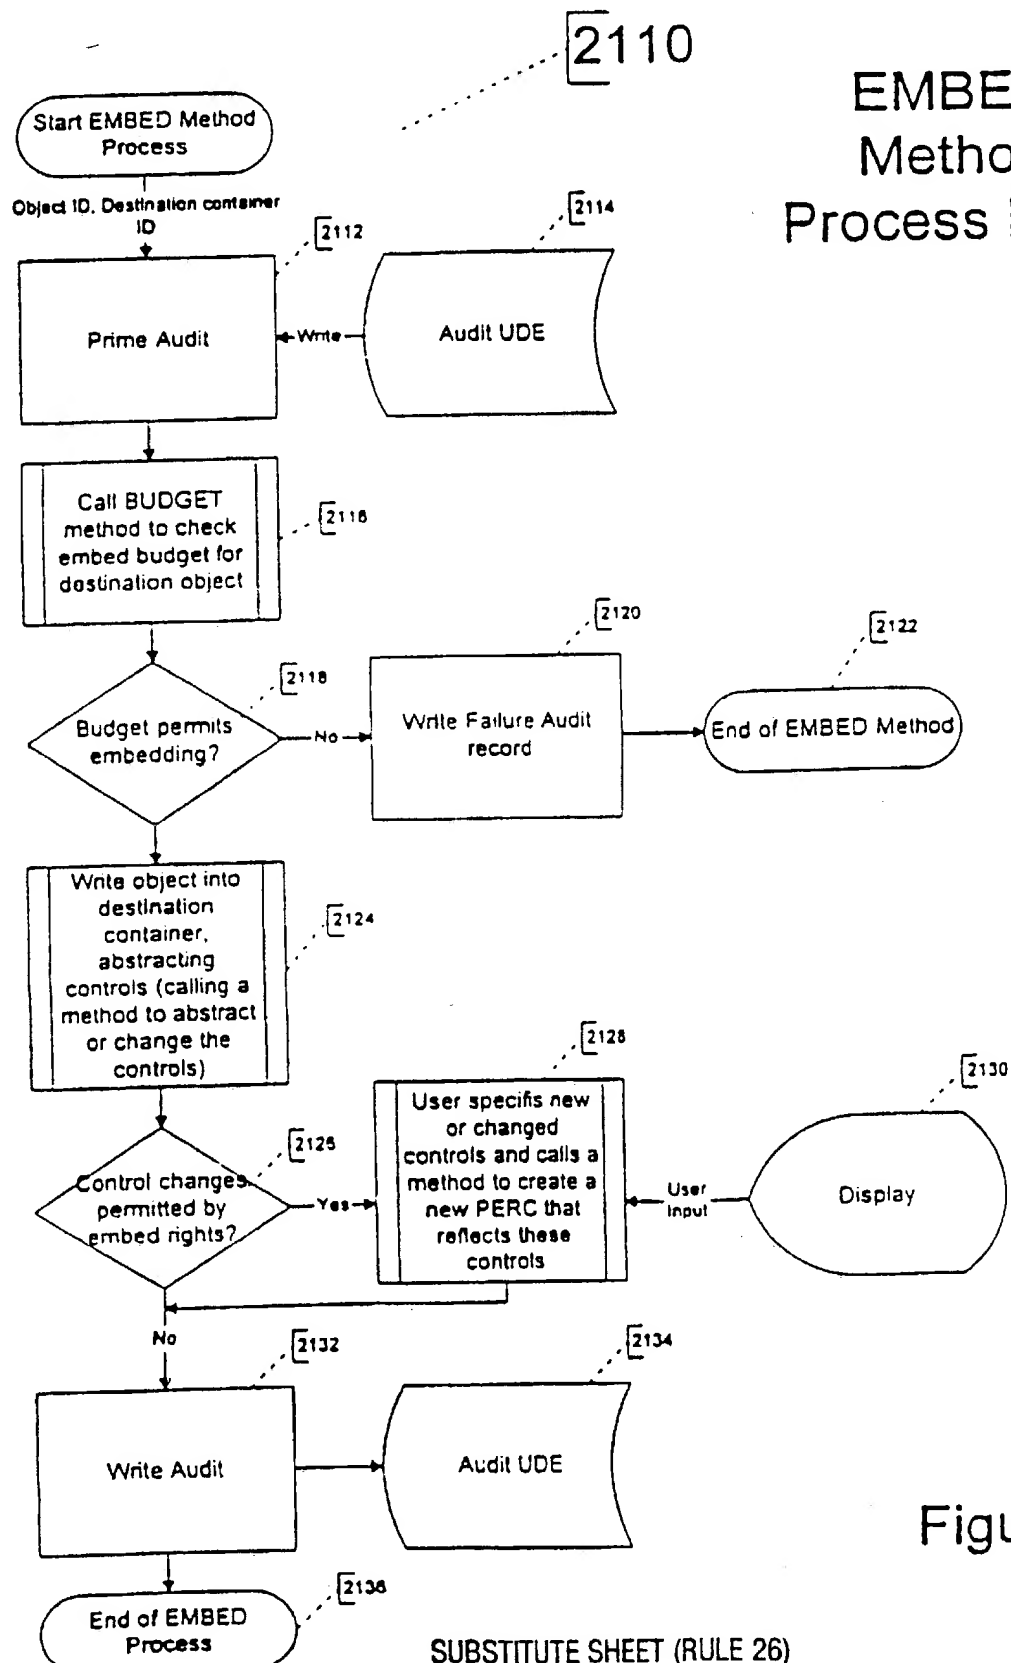 2110
EMBE
Metho
Process
Start EMBED Method
Process
Object ID, Destination container
ID
2112
2114
Prime Audit
Write
Audit UDE
Call BUDGET
method to check
embed budget for
destination object
2116
2118
Budget permits
embedding?
No
2120
Write Failure Audit
record
2122
End of EMBED Method
Write object into
destination
container,
abstracting
controls (calling a
method to abstract
or change the
controls)
2124
2126
Control changes
permitted by
embed rights?
Yes
2128
User specifis new
or changed
controls and calls a
method to create a
new PERC that
reflects these
controls
User
Input
2130
Display
No
2132
Write Audit
2134
Audit UDE
Figu
End of EMBED
Process
2136
SUBSTITUTE SHEET (RULE 26)